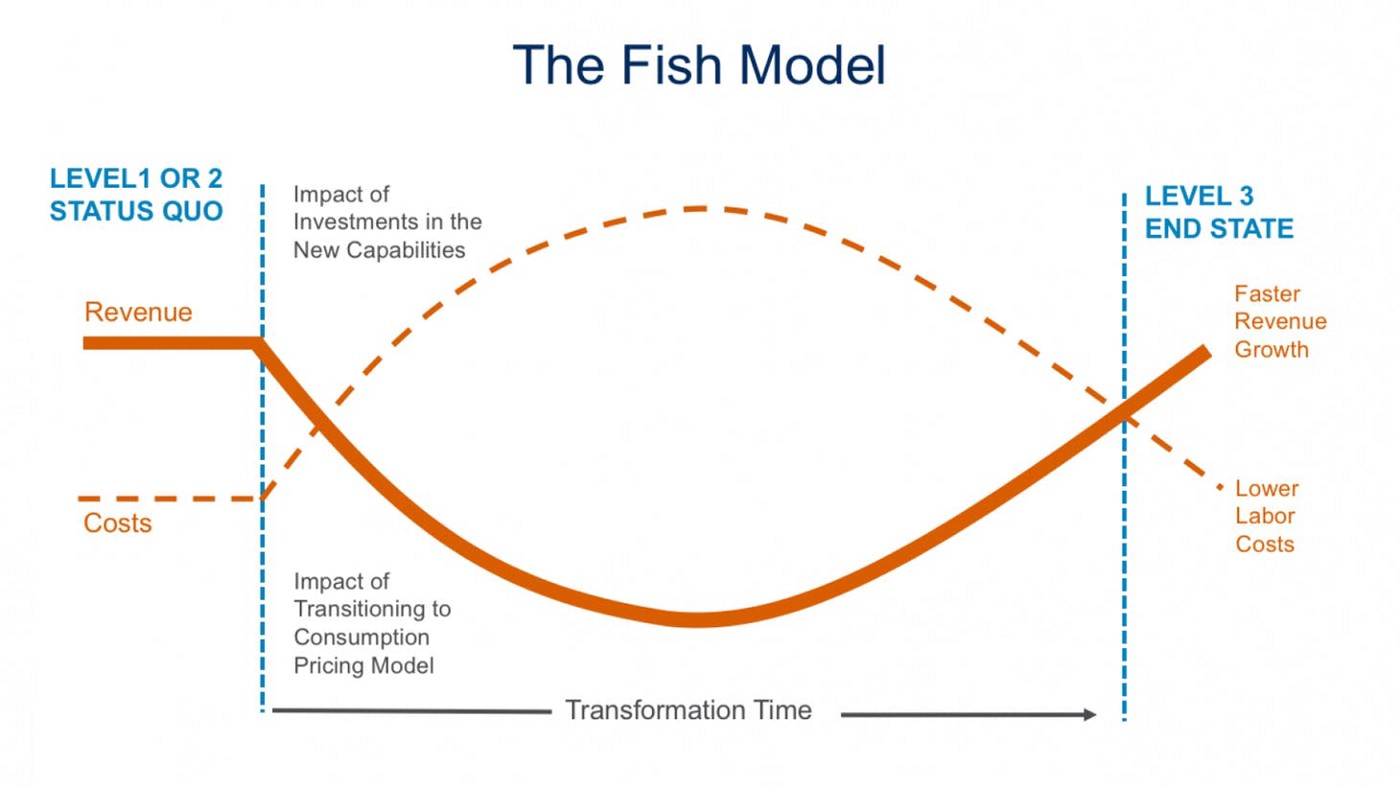 The Fish Model
LEVEL1 OR 2
STATUS QUO
Impact of
Investments in the
New Capabilities
LEVEL 3
END STATE
Revenue
Faster
Revenue
Growth
Costs
Lower
Labor
Costs
Impact of
Transitioning to
Consumption
Pricing Model
Transformation Time